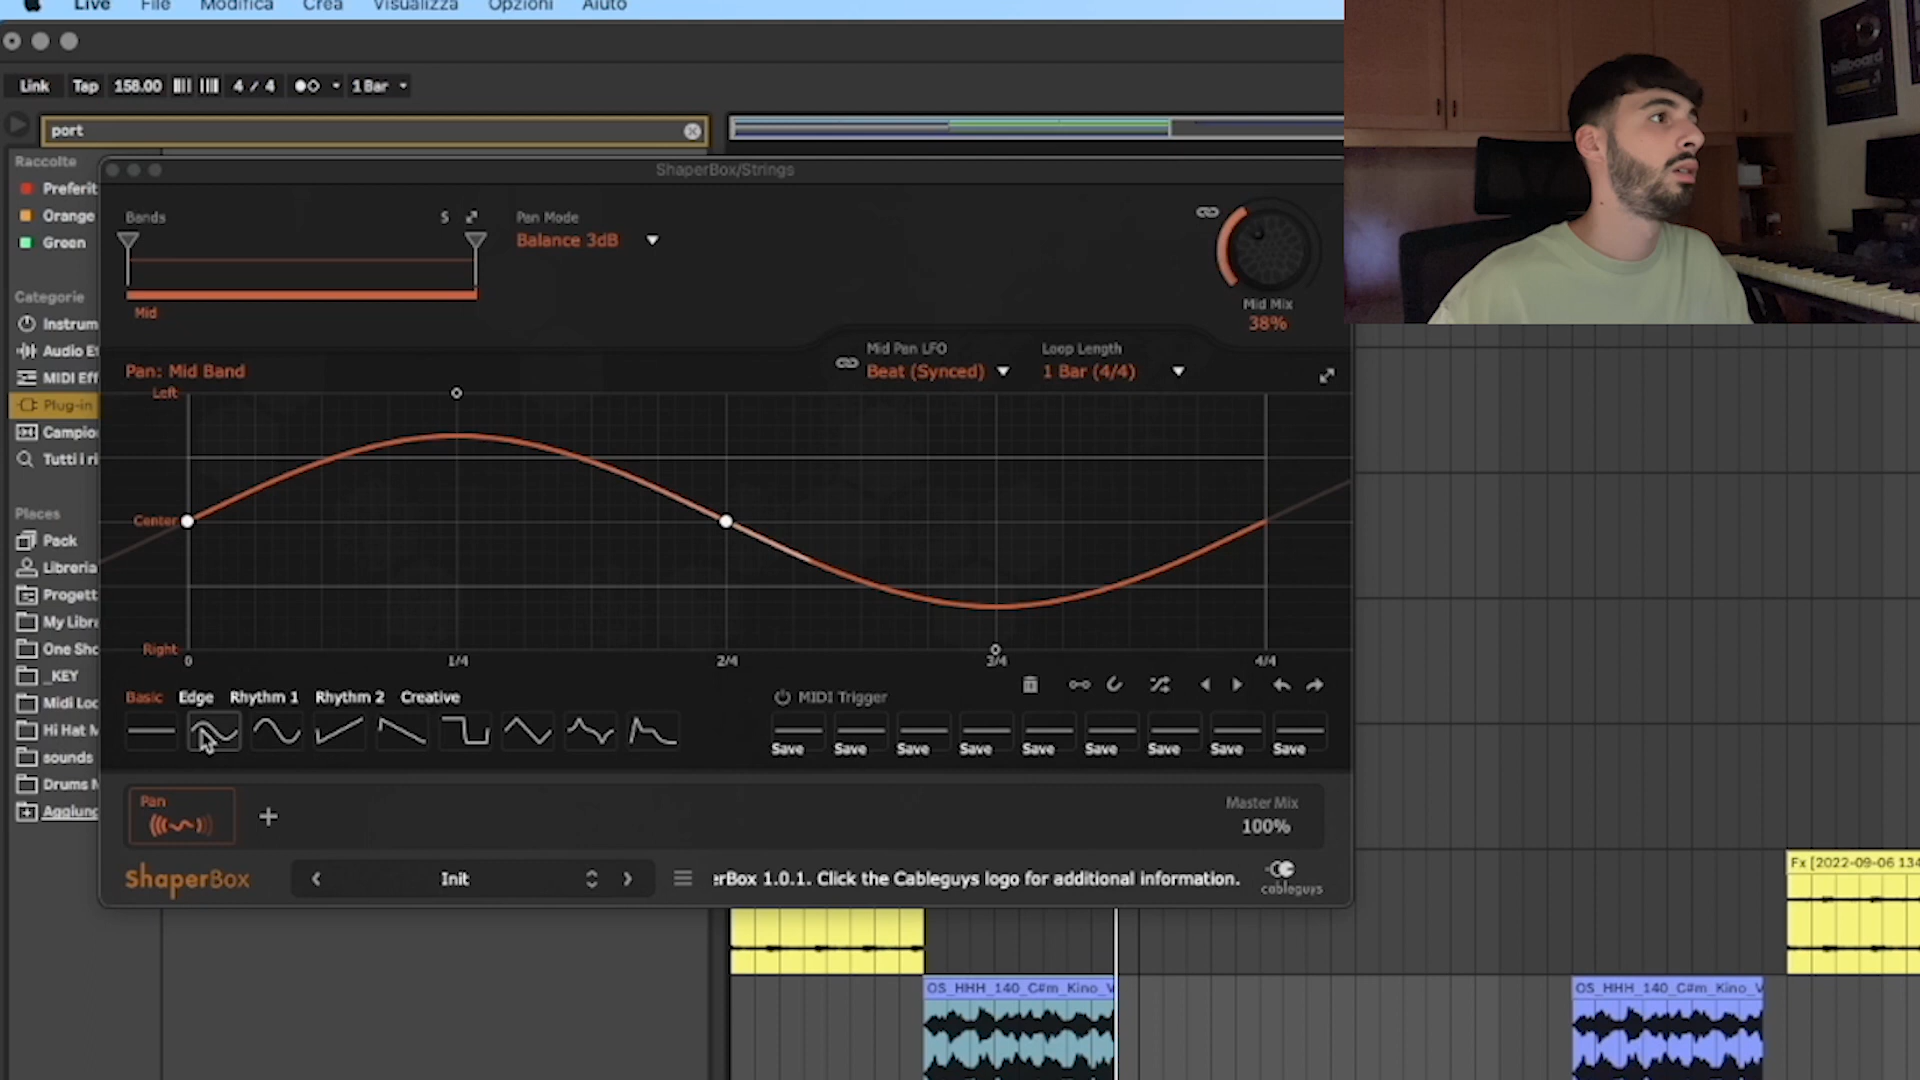 Live File Modifica Crea Visualizza Opzioni Aiuto
Link Tap 158.00 4 / 4 1 Bar
port
Raccolte
Preferit
Orange
Green
Categorie
Instrum
Audio Ef
MIDI Eff
Plug-in
Campio
Tutti i ri
Places
Pack
Libreria
Progett
My Libra
One Sho
_KEY
Midi Loo
Hi Hat M
sounds
Drums M
Aggiung
ShaperBox/Strings
Bands S
Mid
Pan Mode
Balance 3dB
Mid Mix
38%
Mid Pan LFO
Beat (Synced)
Loop Length
1 Bar (4/4)
Pan: Mid Band
Left
Center
Right
0 1/4 2/4 3/4 4/4
Basic Edge Rhythm 1 Rhythm 2 Creative
MIDI Trigger
Save Save Save Save Save Save Save Save Save
Pan
Master Mix
100%
ShaperBox
Init
erBox 1.0.1. Click the Cableguys logo for additional information.
cableguys
Fx [2022-09-06 134
OS_HHH_140_C#m_Kino_V
OS_HHH_140_C#m_Kino_V
billboard